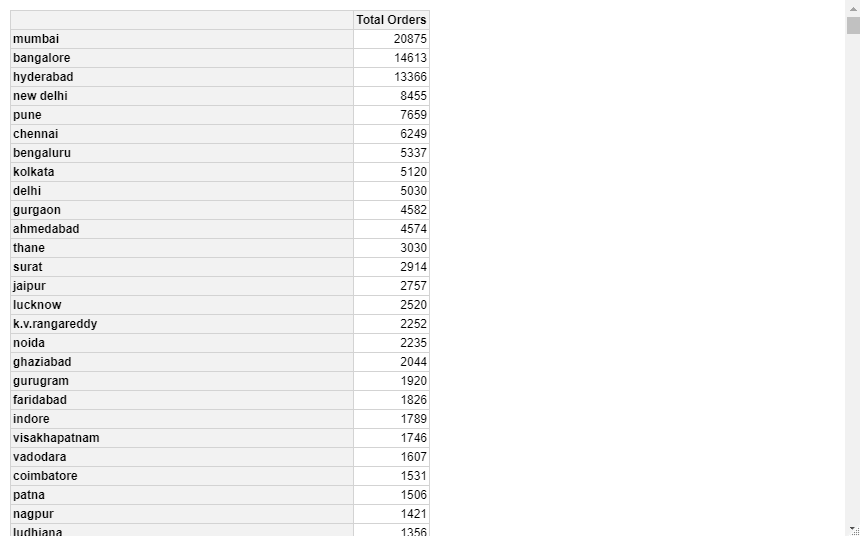 Total Orders
mumbai 20875
bangalore 14613
hyderabad 13366
new delhi 8455
pune 7659
chennai 6249
bengaluru 5337
kolkata 5120
delhi 5030
gurgaon 4582
ahmedabad 4574
thane 3030
surat 2914
jaipur 2757
lucknow 2520
k.v.rangareddy 2252
noida 2235
ghaziabad 2044
gurugram 1920
faridabad 1826
indore 1789
visakhapatnam 1746
vadodara 1607
coimbatore 1531
patna 1506
nagpur 1421
ludhiana 1356